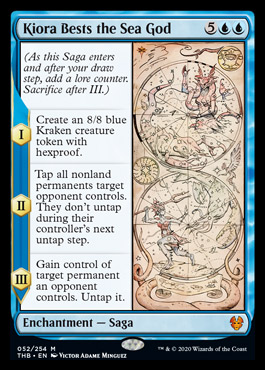 Kiora Bests the Sea God 5
(As this Saga enters
and after your draw
step, add a lore counter.
Sacrifice after III.)
I
Create an 8/8 blue
Kraken creature
token with
hexproof.
II
Tap all nonland
permanents target
opponent controls.
They don't untap
during their
controller's next
untap step.
III
Gain control of
target permanent
an opponent
controls. Untap it.
Enchantment — Saga
052/254 M
THB • EN VICTOR ADAME MINGUEZ
™ & © 2020 Wizards of the Coast